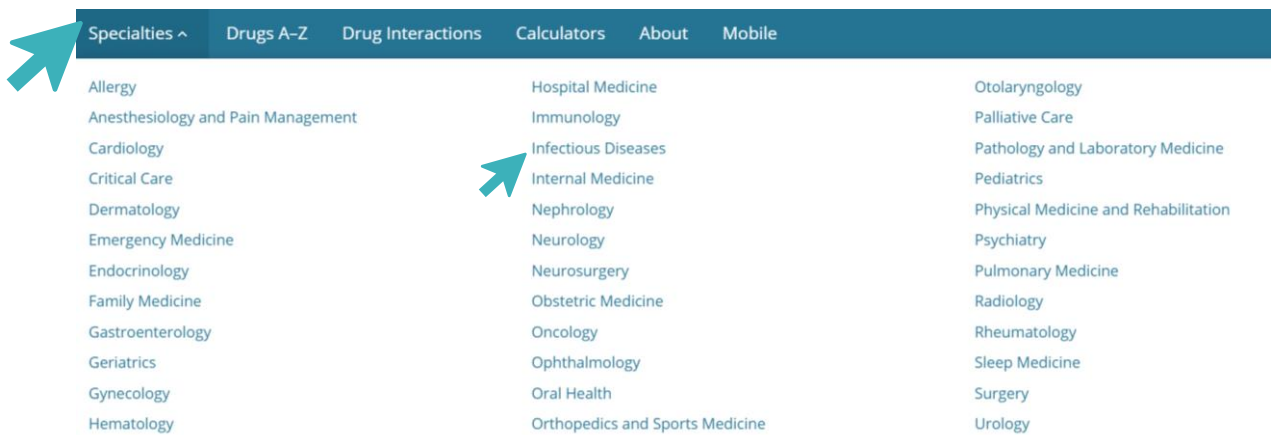 Specialties Drugs A–Z Drug Interactions Calculators About Mobile
Allergy
Anesthesiology and Pain Management
Cardiology
Critical Care
Dermatology
Emergency Medicine
Endocrinology
Family Medicine
Gastroenterology
Geriatrics
Gynecology
Hematology
Hospital Medicine
Immunology
Infectious Diseases
Internal Medicine
Nephrology
Neurology
Neurosurgery
Obstetric Medicine
Oncology
Ophthalmology
Oral Health
Orthopedics and Sports Medicine
Otolaryngology
Palliative Care
Pathology and Laboratory Medicine
Pediatrics
Physical Medicine and Rehabilitation
Psychiatry
Pulmonary Medicine
Radiology
Rheumatology
Sleep Medicine
Surgery
Urology